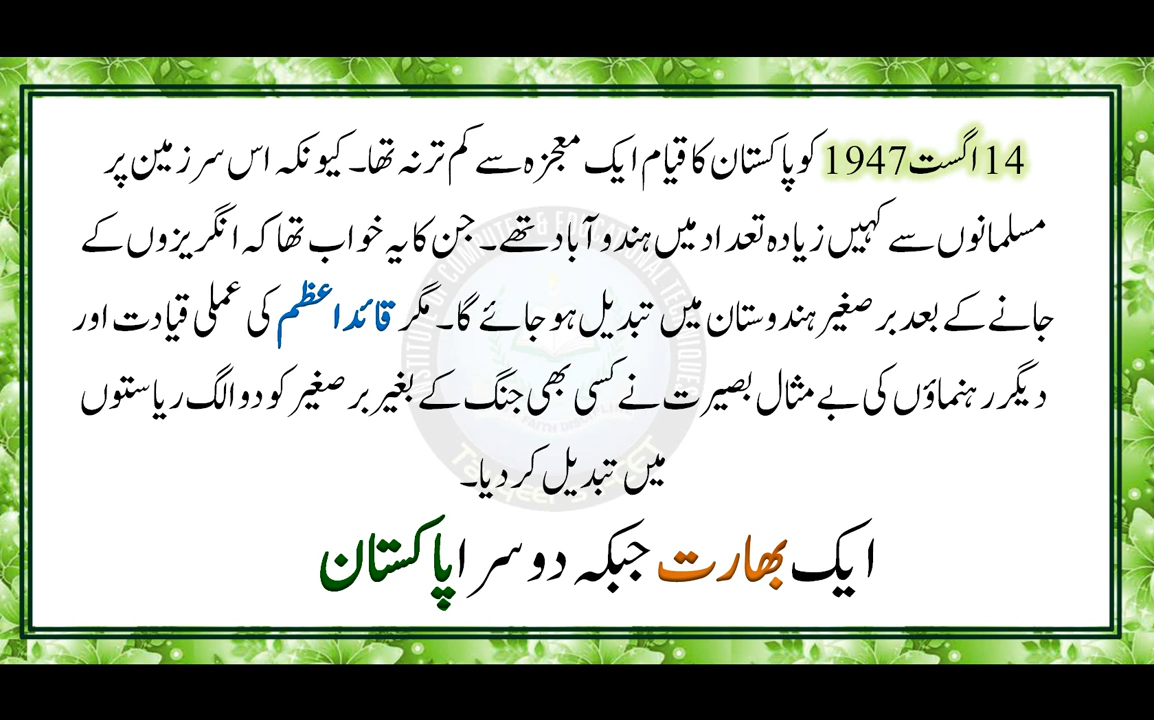 14 اگست 1947 کو پاکستان کا قیام ایک معجزہ سے کم تر نہ تھا۔ کیونکہ اس سرزمین پر
مسلمانوں سے کہیں زیادہ تعداد میں ہندو آباد تھے۔ جن کا یہ خواب تھا کہ انگریزوں کے
جانے کے بعد برصغیر ہندوستان میں تبدیل ہو جائے گا۔ مگر قائداعظم کی عملی قیادت اور
دیگر رہنماؤں کی بے مثال بصیرت نے کسی بھی جنگ کے بغیر برصغیر کو دو الگ ریاستوں
میں تبدیل کر دیا۔
ایک بھارت جبکہ دوسرا پاکستان